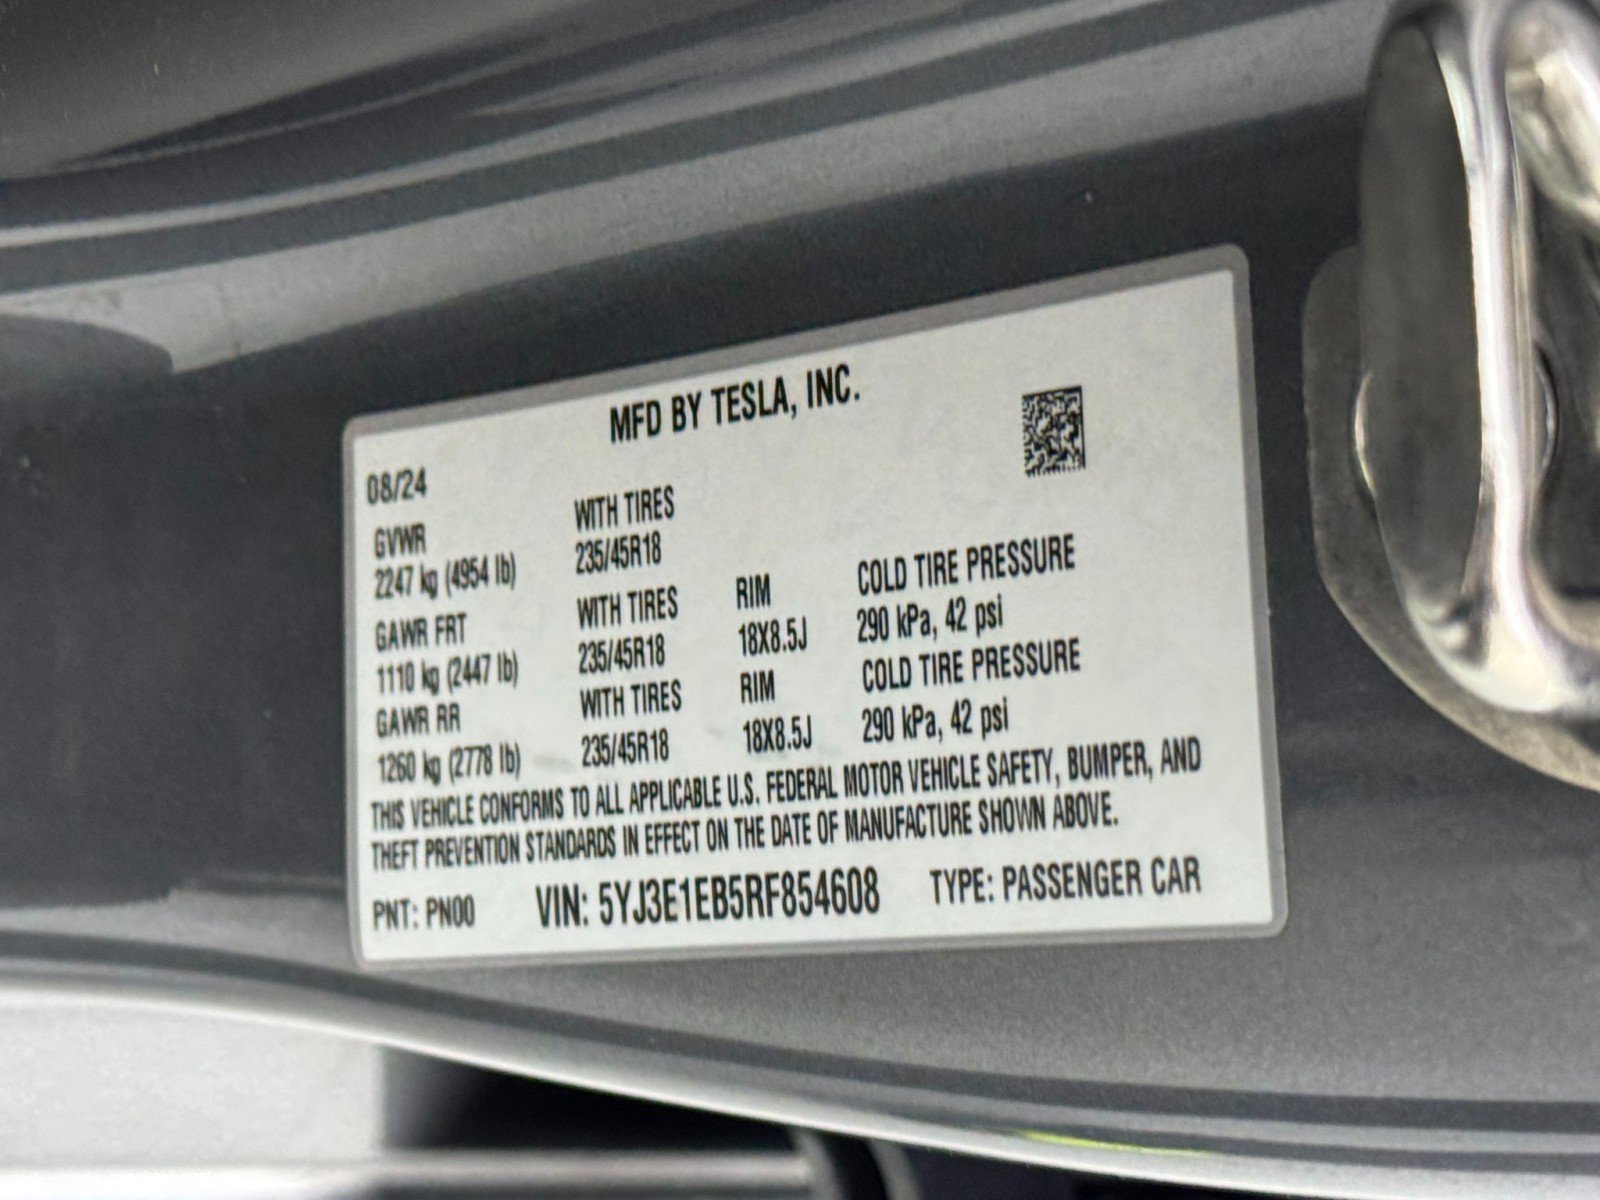 MFD BY TESLA, INC.
08/24
GVWR WITH TIRES
2247 kg (4954 lb) 235/45R18
GAWR FRT WITH TIRES RIM COLD TIRE PRESSURE
1110 kg (2447 lb) 235/45R18 18X8.5J 290 kPa, 42 psi
GAWR RR WITH TIRES RIM COLD TIRE PRESSURE
1260 kg (2778 lb) 235/45R18 18X8.5J 290 kPa, 42 psi
THIS VEHICLE CONFORMS TO ALL APPLICABLE U.S. FEDERAL MOTOR VEHICLE SAFETY, BUMPER, AND
THEFT PREVENTION STANDARDS IN EFFECT ON THE DATE OF MANUFACTURE SHOWN ABOVE.
PNT: PN00 VIN: 5YJ3E1EB5RF854608 TYPE: PASSENGER CAR